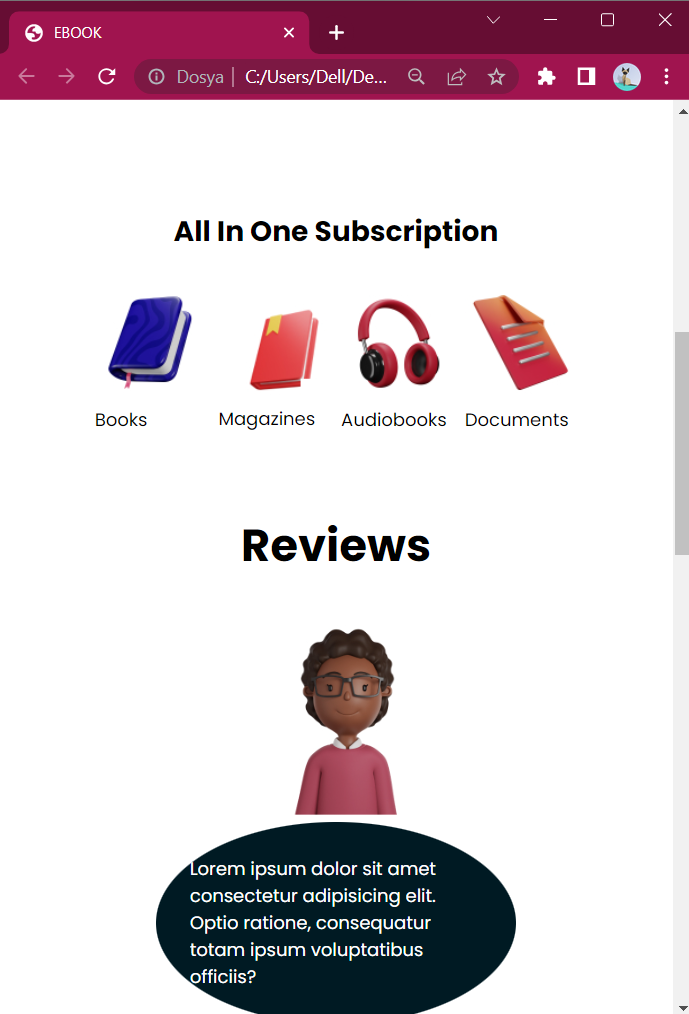 EBOOK
Dosya | C:/Users/Dell/De...
All In One Subscription
Books Magazines Audiobooks Documents
Reviews
Lorem ipsum dolor sit amet
consectetur adipisicing elit.
Optio ratione, consequatur
totam ipsum voluptatibus
officiis?